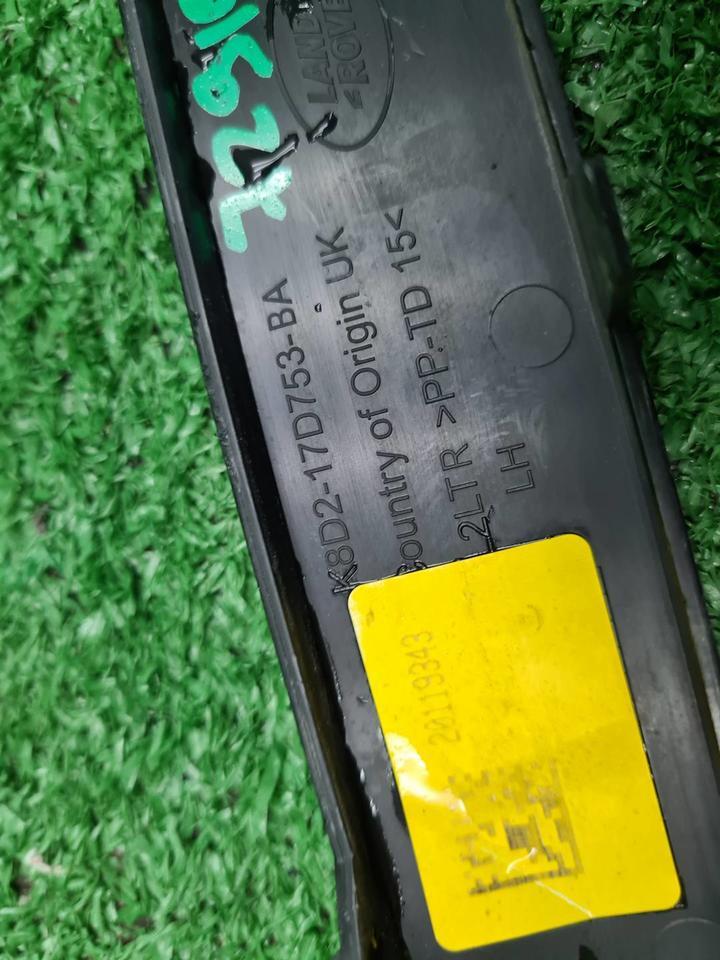 LAND
ROVER
K8D2-17D753-BA
Country of Origin UK
2LTR >PP-TD 15<
LH
20119343